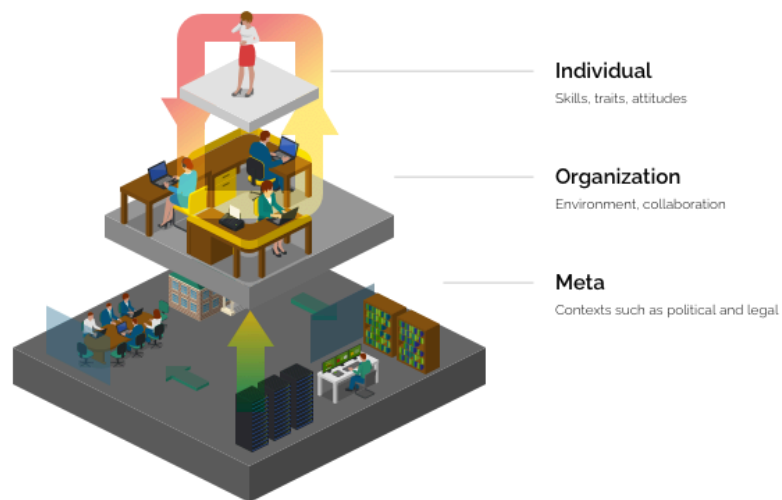 Individual
Skills, traits, attitudes
Organization
Environment, collaboration
Meta
Contexts such as political and legal